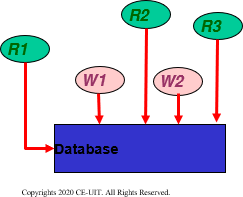 R2
R3
R1
W1
W2
Database
Copyrights 2020 CE-UIT. All Rights Reserved.